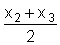 x₂ + x₃
2